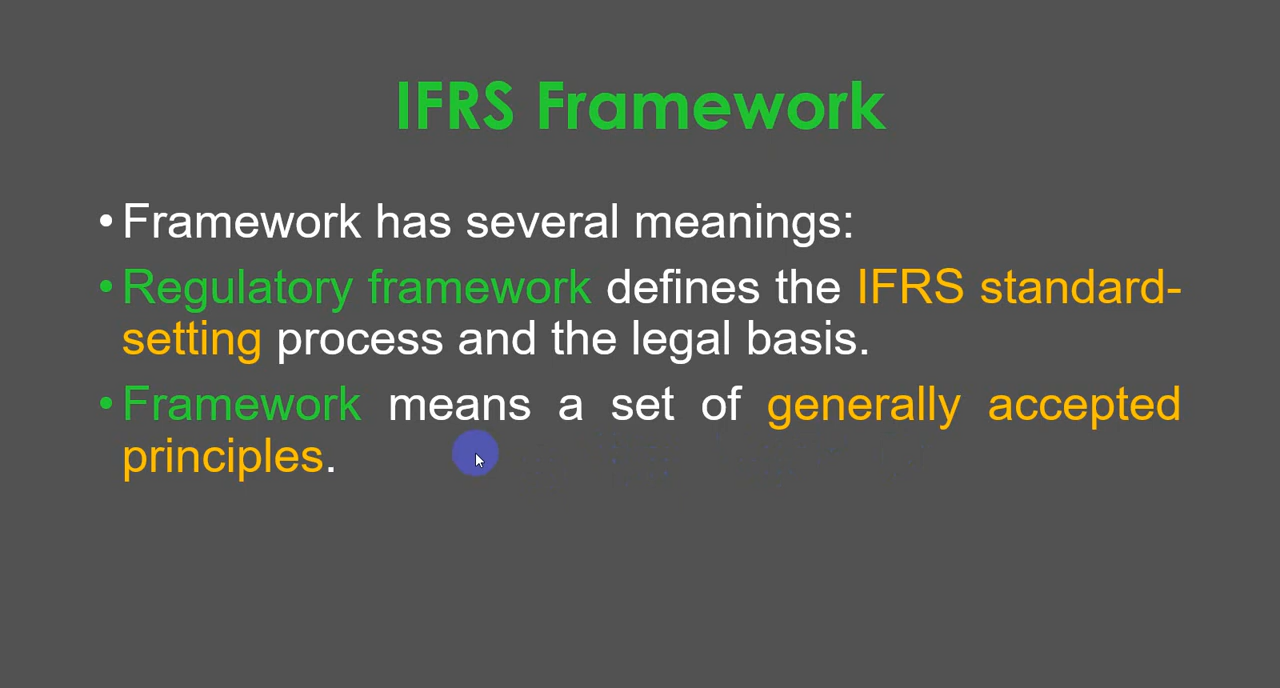 IFRS Framework
•Framework has several meanings:
•Regulatory framework defines the IFRS standard-
setting process and the legal basis.
•Framework means a set of generally accepted
principles.